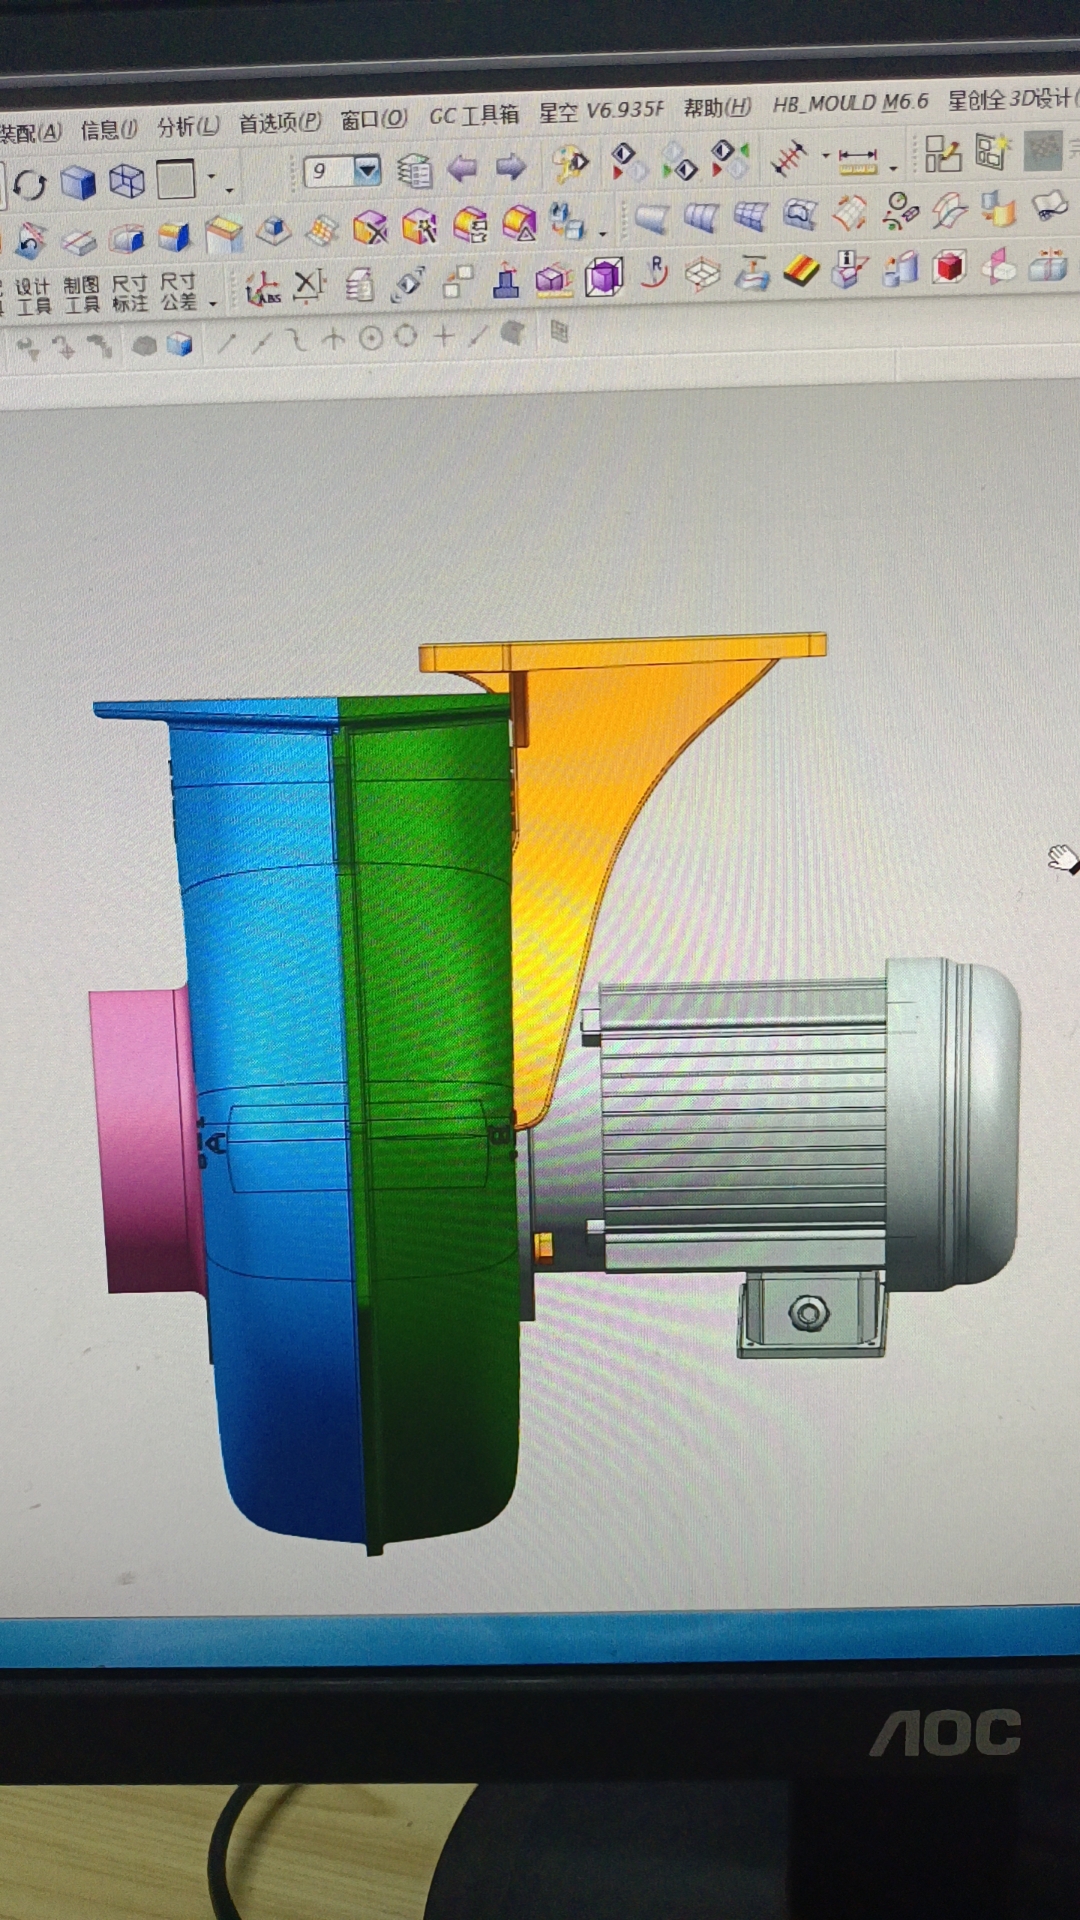 装配(A) 信息(I) 分析(L) 首选项(P) 窗口(O) GC 工具箱 星空 V6.935F 帮助(H) HB_MOULD M6.6 星创全3D设计(
9
设计工具 制图工具 尺寸标注 尺寸公差
ABS
R
A
B
AOC